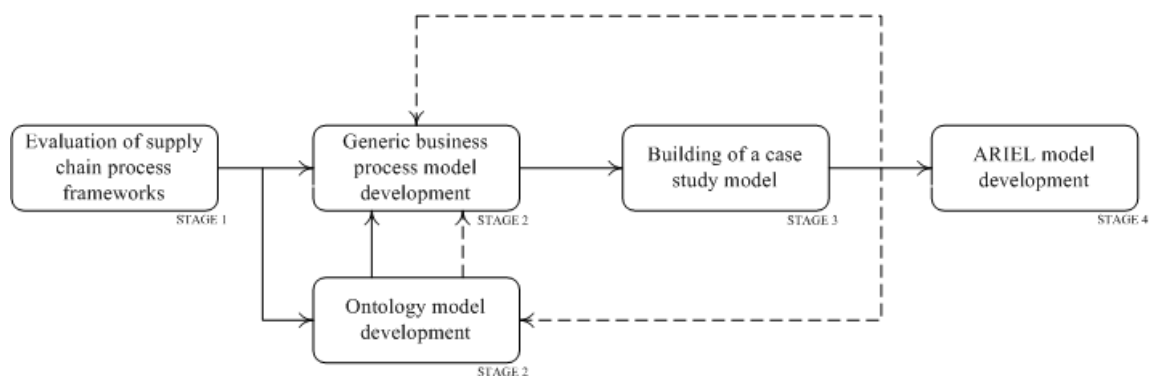 Evaluation of supply
chain process
frameworks
STAGE 1
Generic business
process model
development
STAGE 2
Building of a case
study model
STAGE 3
ARIEL model
development
STAGE 4
Ontology model
development
STAGE 2